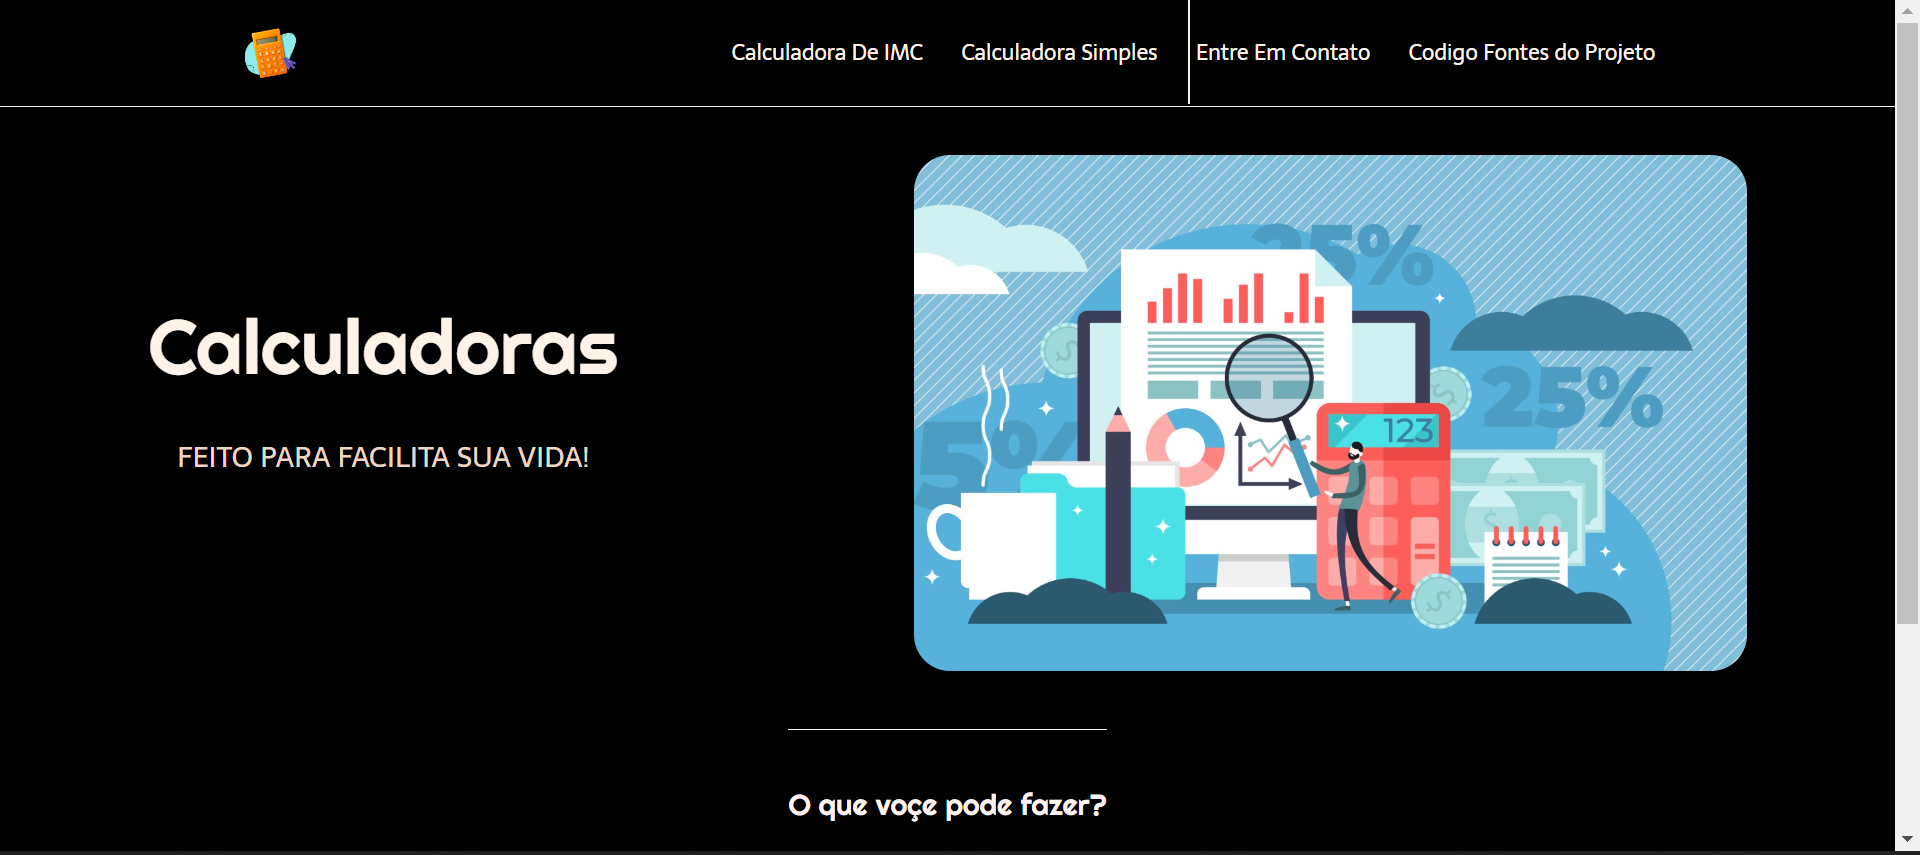 Calculadora De IMC Calculadora Simples Entre Em Contato Codigo Fontes do Projeto
25%
123
25%
5%
Calculadoras
FEITO PARA FACILITA SUA VIDA!
O que voçe pode fazer?